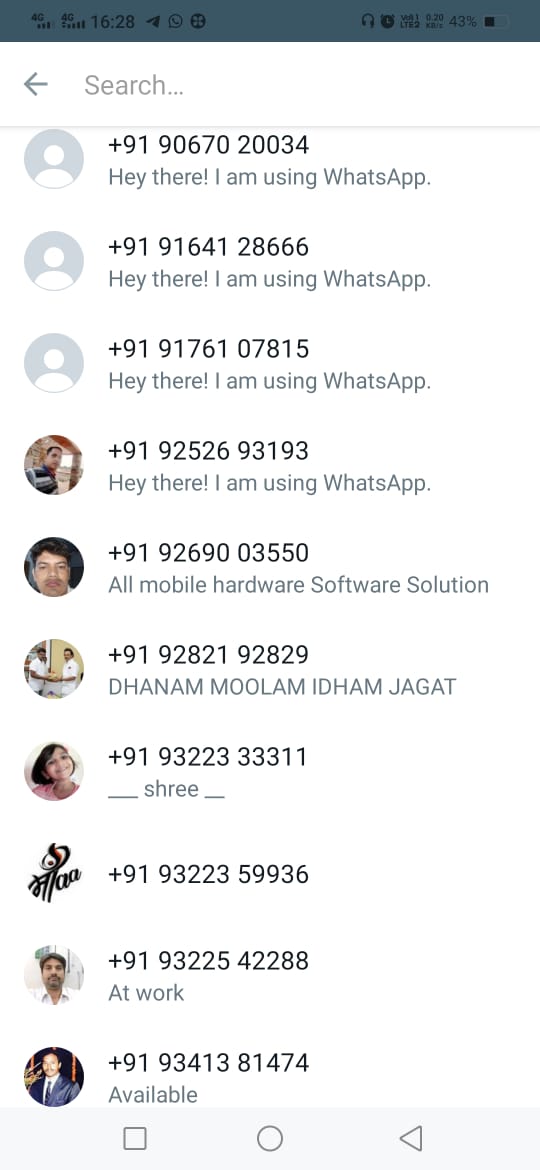 4G 4G 16:28 VoB) LTE2 0.20 KB/s 43%
Search...
+91 90670 20034
Hey there! I am using WhatsApp.
+91 91641 28666
Hey there! I am using WhatsApp.
+91 91761 07815
Hey there! I am using WhatsApp.
+91 92526 93193
Hey there! I am using WhatsApp.
+91 92690 03550
All mobile hardware Software Solution
+91 92821 92829
DHANAM MOOLAM IDHAM JAGAT
+91 93223 33311
___ shree __
माँaa
+91 93223 59936
+91 93225 42288
At work
+91 93413 81474
Available